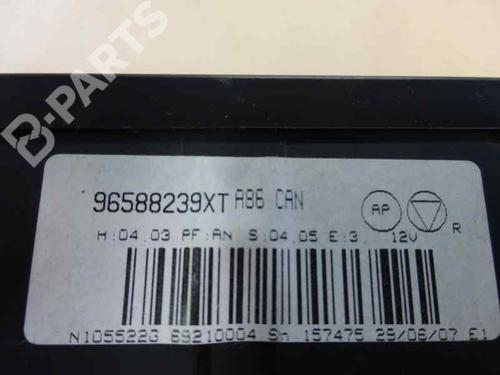 B-PARTS
96588239XT A86 CAN
AP
H:04.03 PF:AN S:04.05 E:3. 12V R
N105522G 69210004 Sn 157475 29/06/07 E1